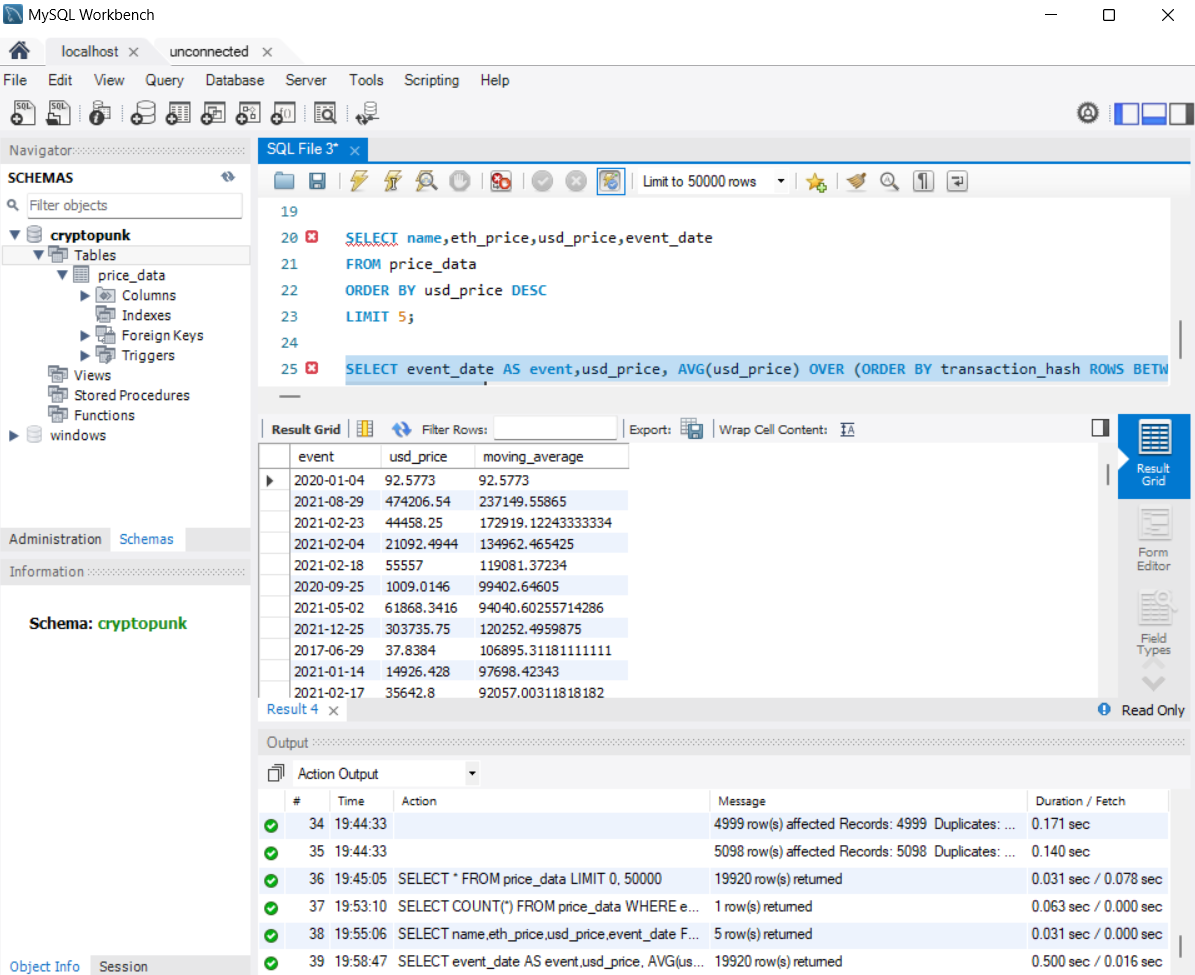 MySQL Workbench
localhost
unconnected
File Edit View Query Database Server Tools Scripting Help
Navigator
SCHEMAS
Filter objects
cryptopunk
Tables
price_data
Columns
Indexes
Foreign Keys
Triggers
Views
Stored Procedures
Functions
windows
Administration Schemas
Information
Schema: cryptopunk
Object Info Session
SQL File 3*
Limit to 50000 rows
19
20 SELECT name,eth_price,usd_price,event_date
21 FROM price_data
22 ORDER BY usd_price DESC
23 LIMIT 5;
24
25 SELECT event_date AS event,usd_price, AVG(usd_price) OVER (ORDER BY transaction_hash ROWS BETW
Result Grid Filter Rows: Export: Wrap Cell Content:
event usd_price moving_average
2020-01-04 92.5773 92.5773
2021-08-29 474206.54 237149.55865
2021-02-23 44458.25 172919.12243333334
2021-02-04 21092.4944 134962.465425
2021-02-18 55557 119081.37234
2020-09-25 1009.0146 99402.64605
2021-05-02 61868.3416 94040.60255714286
2021-12-25 303735.75 120252.4959875
2017-06-29 37.8384 106895.31181111111
2021-01-14 14926.428 97698.42343
2021-02-17 35642.8 92057.00311818182
Result
Grid
Form
Editor
Field
Types
Result 4
Read Only
Output
Action Output
# Time Action Message Duration / Fetch
34 19:44:33 4999 row(s) affected Records: 4999 Duplicates: ... 0.171 sec
35 19:44:33 5098 row(s) affected Records: 5098 Duplicates: ... 0.140 sec
36 19:45:05 SELECT * FROM price_data LIMIT 0, 50000 19920 row(s) returned 0.031 sec / 0.078 sec
37 19:53:10 SELECT COUNT(*) FROM price_data WHERE e... 1 row(s) returned 0.063 sec / 0.000 sec
38 19:55:06 SELECT name,eth_price,usd_price,event_date F... 5 row(s) returned 0.031 sec / 0.000 sec
39 19:58:47 SELECT event_date AS event,usd_price, AVG(us... 19920 row(s) returned 0.500 sec / 0.016 sec